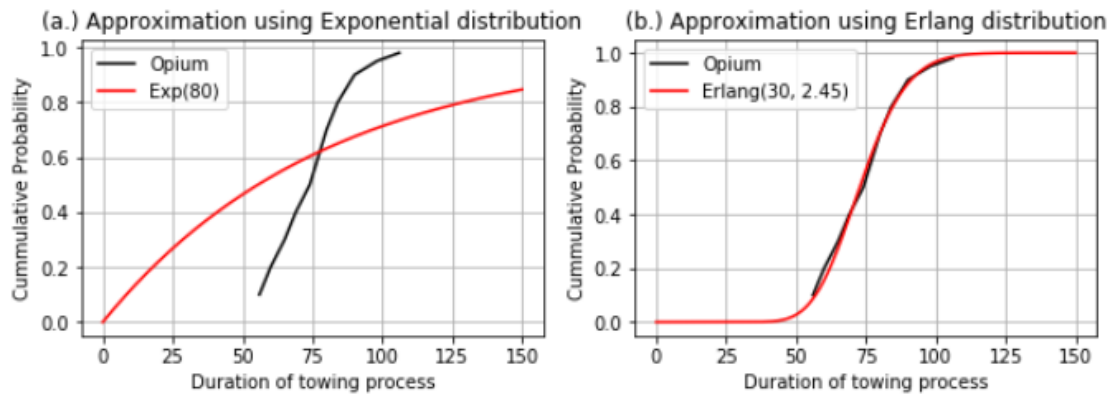 (a.) Approximation using Exponential distribution
Opium
Exp(80)
1.0
0.8
0.6
0.4
0.2
0.0
Cummulative Probability
0 25 50 75 100 125 150
Duration of towing process
(b.) Approximation using Erlang distribution
Opium
Erlang(30, 2.45)
1.0
0.8
0.6
0.4
0.2
0.0
Cummulative Probability
0 25 50 75 100 125 150
Duration of towing process